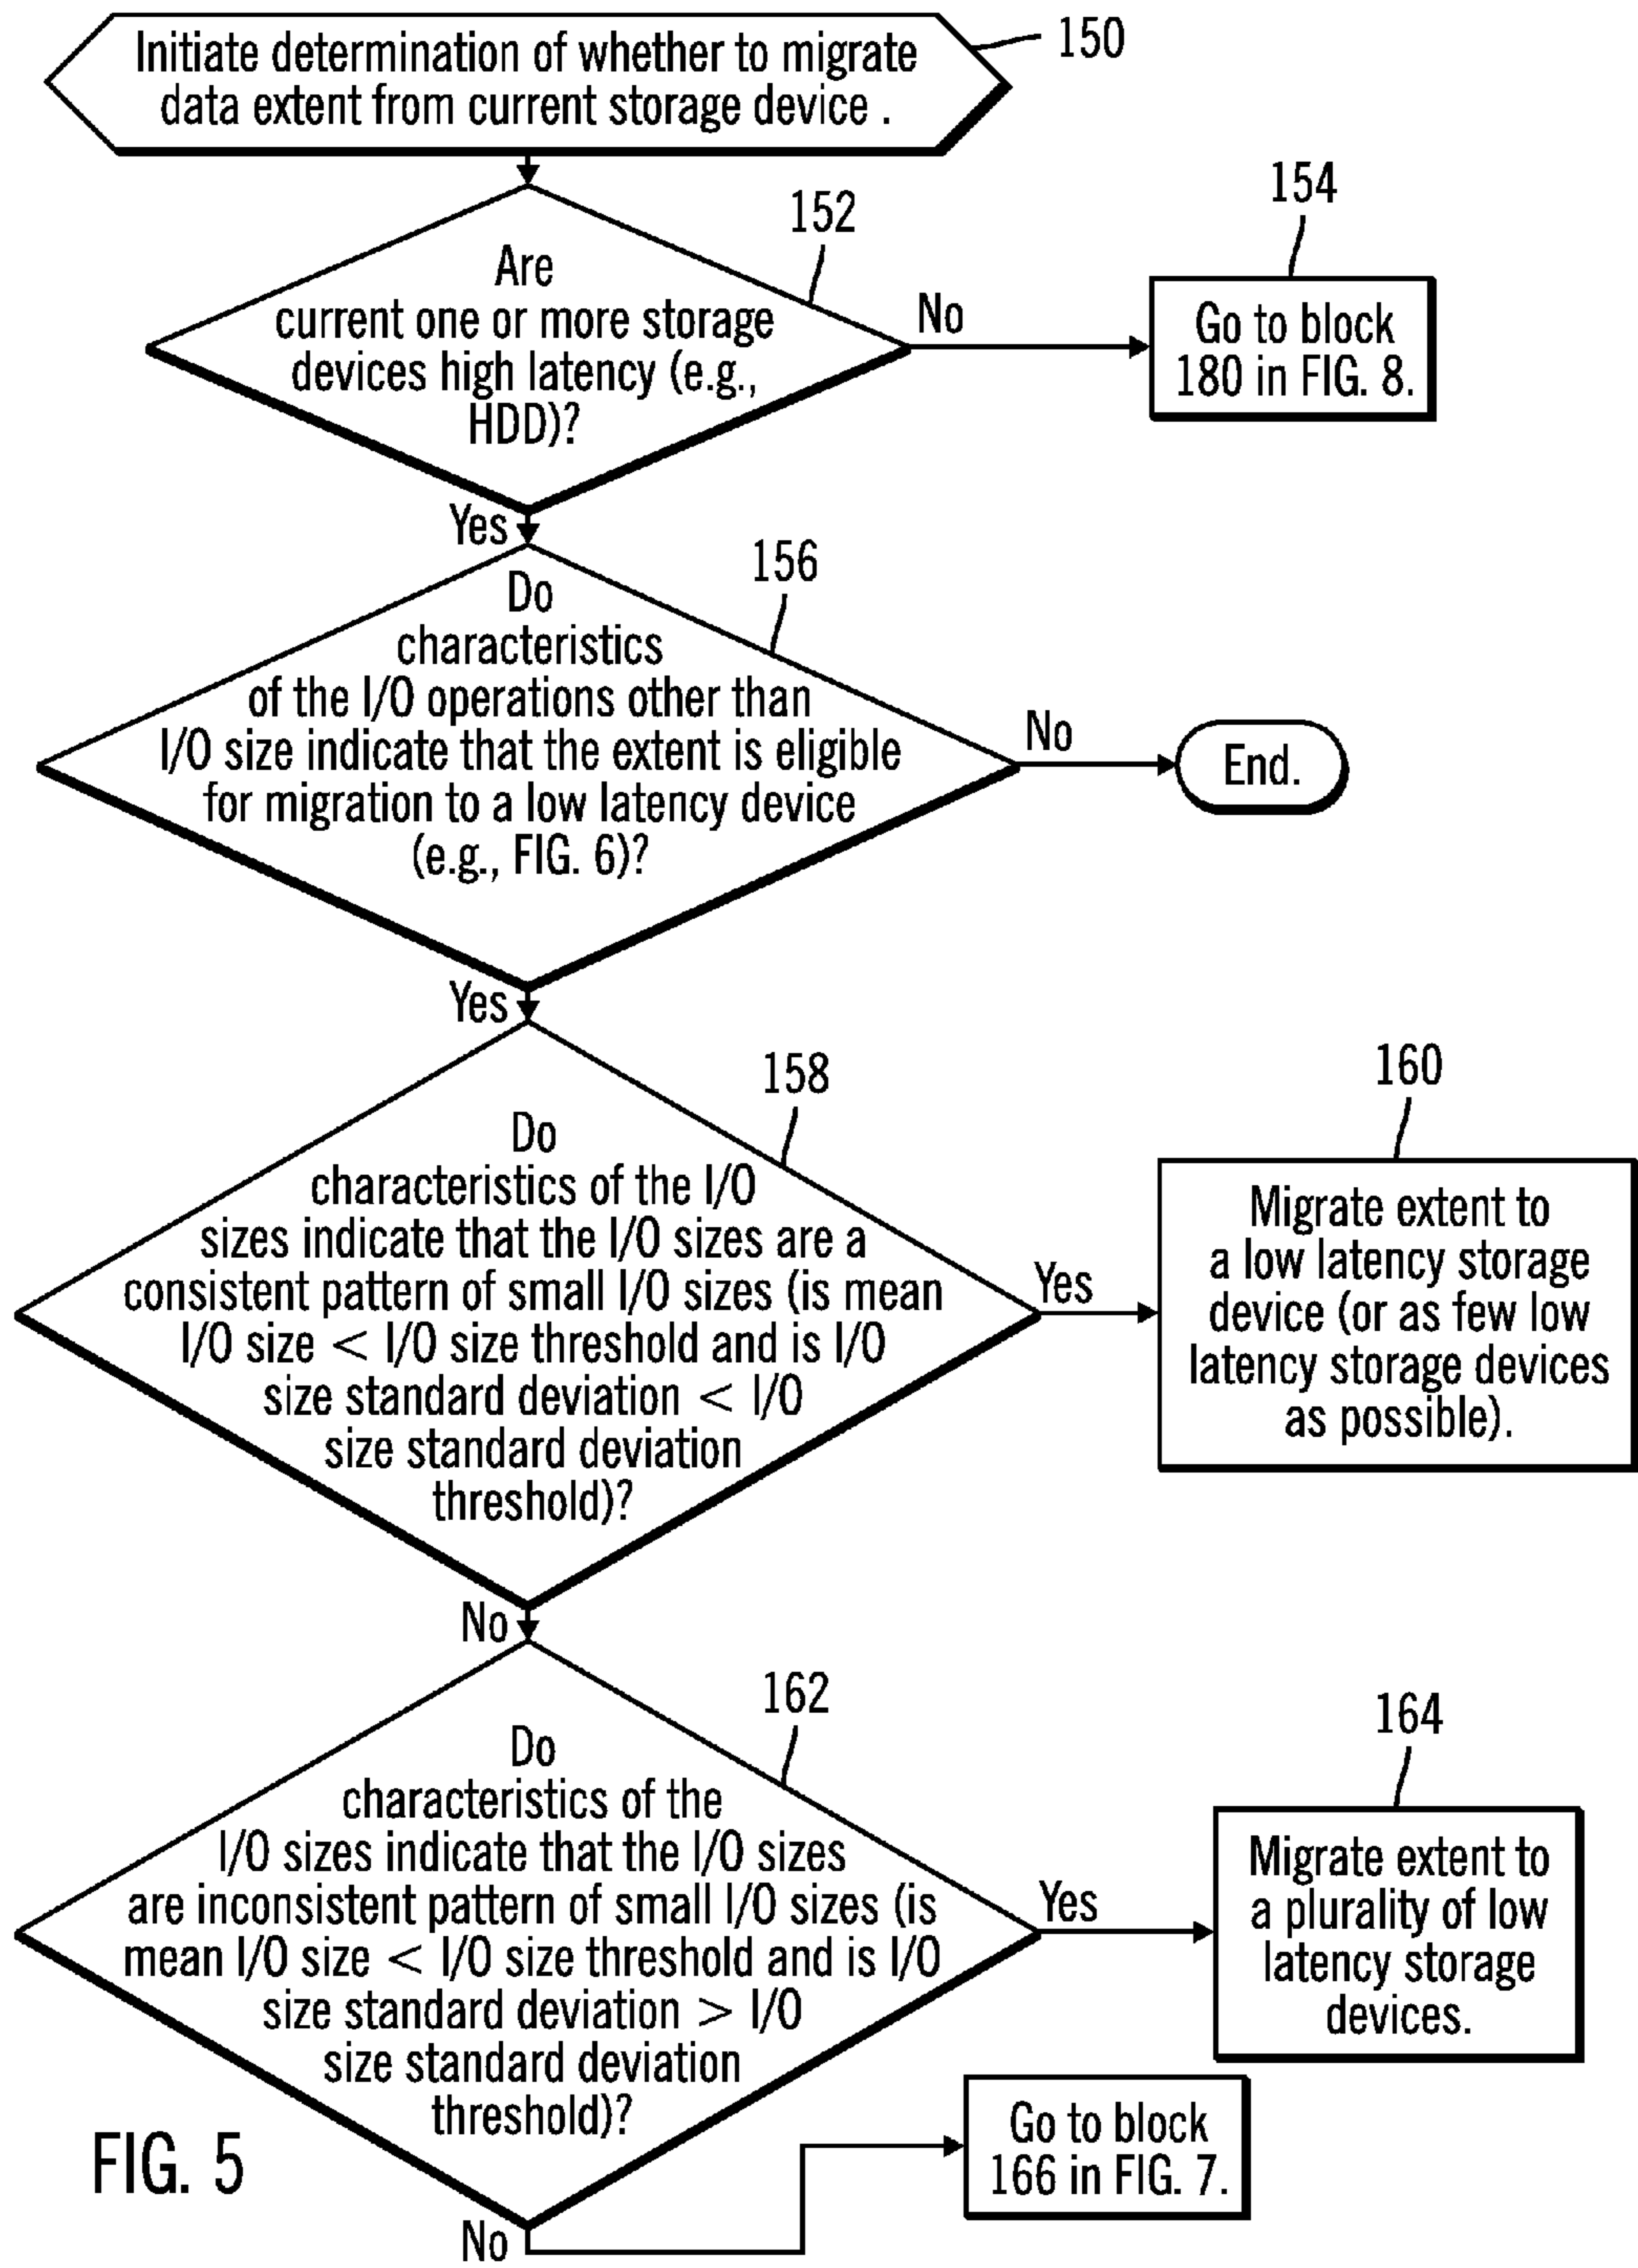 Initiate determination of whether to migrate
data extent from current storage device .
150
Are
current one or more storage
devices high latency (e.g.,
HDD)?
152
No
154
Go to block
180 in FIG. 8.
Yes
Do
characteristics
of the I/O operations other than
I/O size indicate that the extent is eligible
for migration to a low latency device
(e.g., FIG. 6)?
156
No
End.
Yes
Do
characteristics of the I/O
sizes indicate that the I/O sizes are a
consistent pattern of small I/O sizes (is mean
I/O size < I/O size threshold and is I/O
size standard deviation < I/O
size standard deviation
threshold)?
158
Yes
160
Migrate extent to
a low latency storage
device (or as few low
latency storage devices
as possible).
No
Do
characteristics of the
I/O sizes indicate that the I/O sizes
are inconsistent pattern of small I/O sizes (is
mean I/O size < I/O size threshold and is I/O
size standard deviation > I/O
size standard deviation
threshold)?
162
Yes
164
Migrate extent to
a plurality of low
latency storage
devices.
No
Go to block
166 in FIG. 7.
FIG. 5